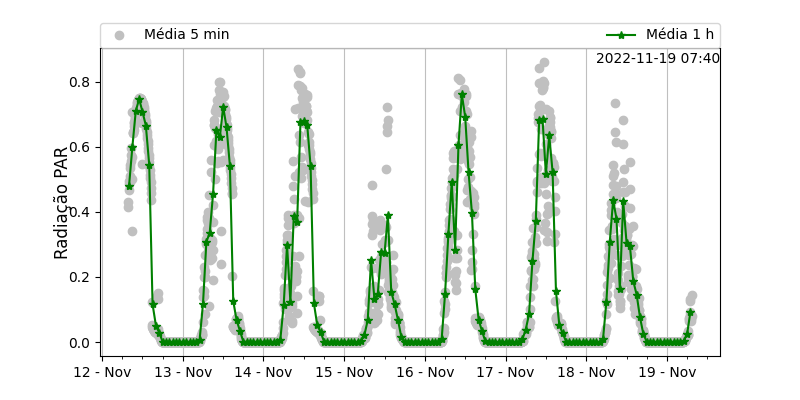 Média 5 min
Média 1 h
2022-11-19 07:40
Radiação PAR
0.8
0.6
0.4
0.2
0.0
12 - Nov
13 - Nov
14 - Nov
15 - Nov
16 - Nov
17 - Nov
18 - Nov
19 - Nov